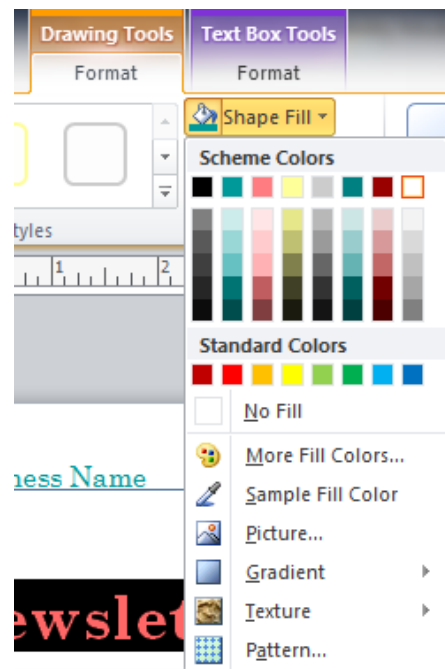 Drawing Tools Text Box Tools
Format Format
Shape Fill
Scheme Colors
tyles
1 2
Standard Colors
No Fill
More Fill Colors...
ness Name
Sample Fill Color
Picture...
Gradient
ewslet
Texture
Pattern...